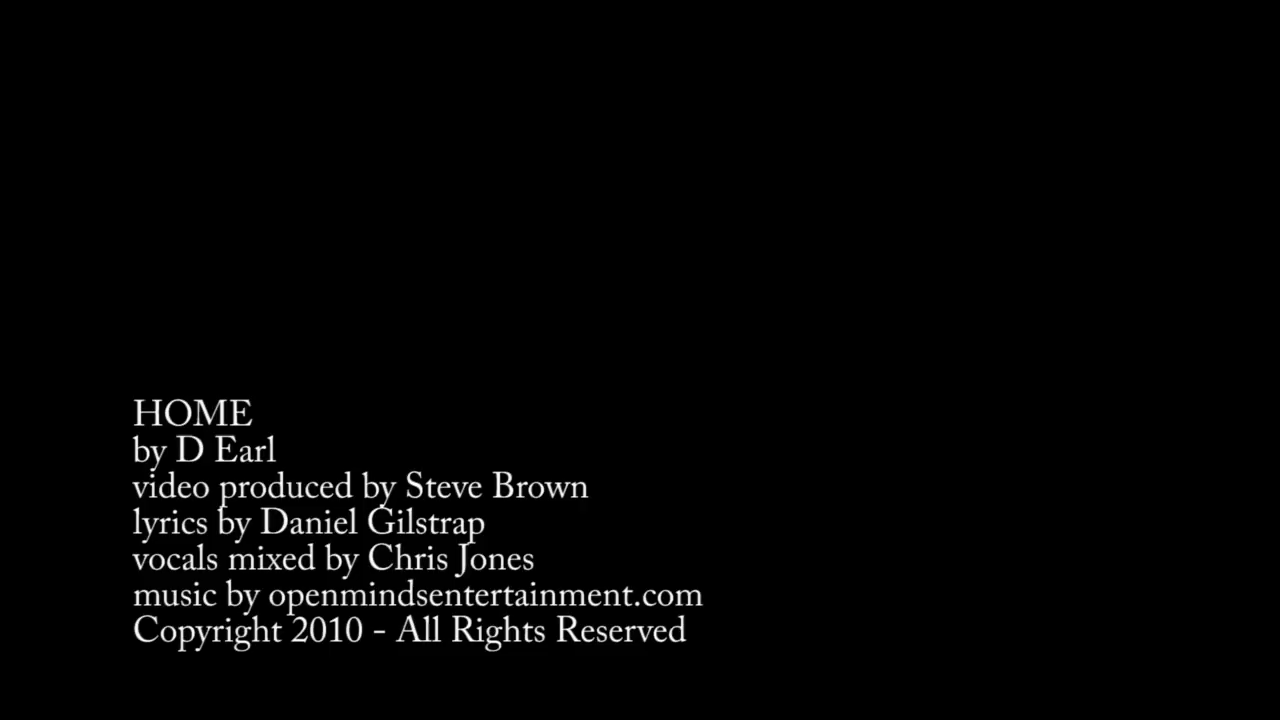 HOME
by D Earl
video produced by Steve Brown
lyrics by Daniel Gilstrap
vocals mixed by Chris Jones
music by openmindsentertainment.com
Copyright 2010 - All Rights Reserved